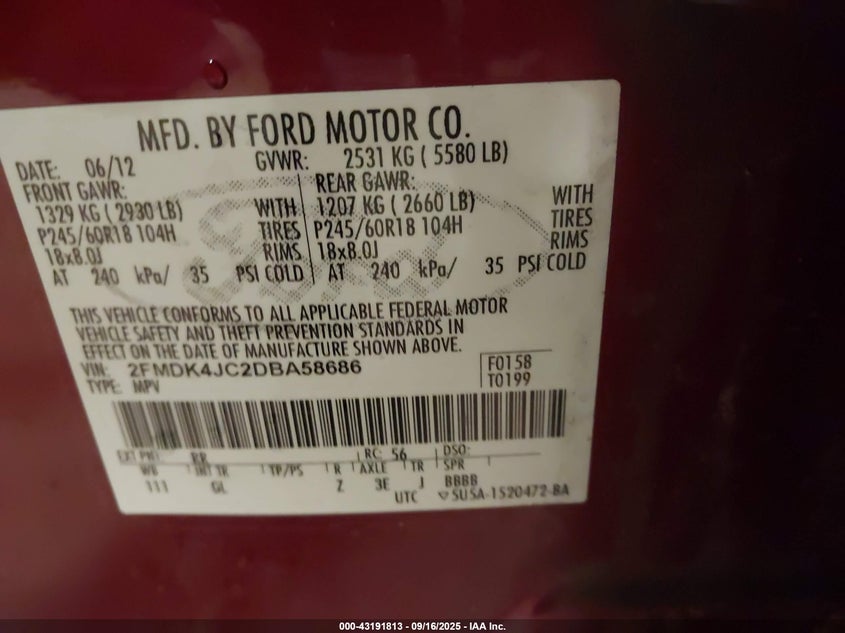 MFD. BY FORD MOTOR CO.
DATE: 06/12 GVWR: 2531 KG ( 5580 LB)
FRONT GAWR: REAR GAWR:
1329 KG ( 2930 LB) WITH 1207 KG ( 2660 LB) WITH
P245/60R18 104H TIRES P245/60R18 104H TIRES
18x8.0J RIMS 18x8.0J RIMS
AT 240 kPa/ 35 PSI COLD AT 240 kPa/ 35 PSI COLD
Ford
THIS VEHICLE CONFORMS TO ALL APPLICABLE FEDERAL MOTOR
VEHICLE SAFETY AND THEFT PREVENTION STANDARDS IN
EFFECT ON THE DATE OF MANUFACTURE SHOWN ABOVE.
VIN: 2FMDK4JC2DBA58686 F0158
TYPE: MPV T0199
EXT PNT: RR RC: 56 DSO:
WB INT TR TP/PS R AXLE TR SPR
111 GL Z 3E J BBBB
UTC 5U5A-1520472-BA
000-43191813 - 09/16/2025 - IAA Inc.